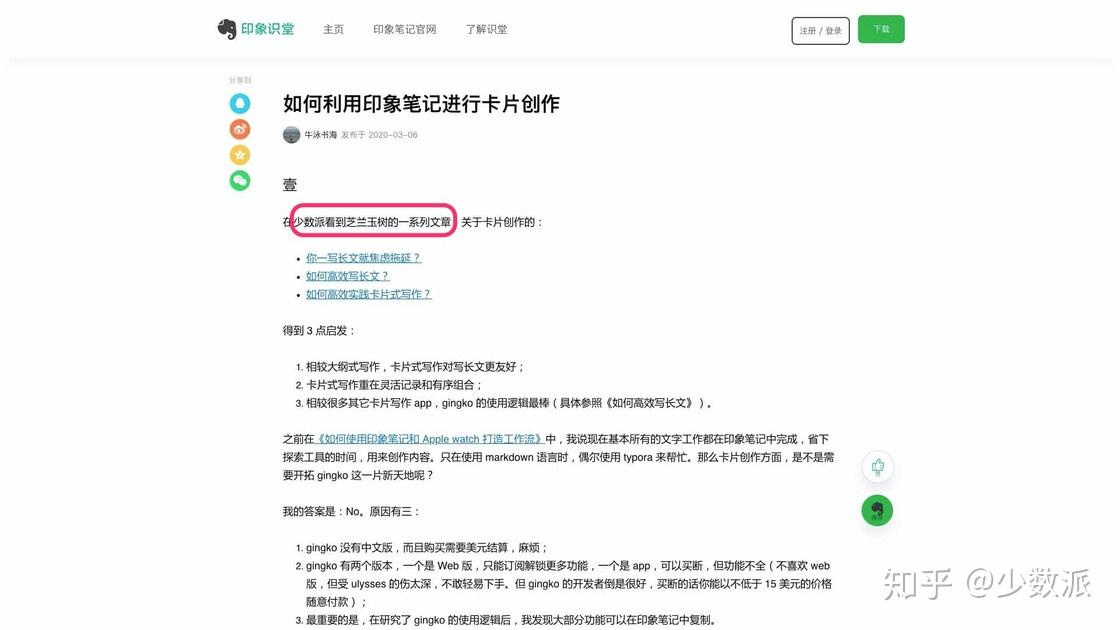 印象识堂
主页
印象笔记官网
了解识堂
注册 / 登录
下载
分享到
如何利用印象笔记进行卡片创作
牛泳书海 发布于 2020-03-06
壹
在少数派看到芝兰玉树的一系列文章，关于卡片创作的：
• 你一写长文就焦虑拖延？
• 如何高效写长文？
• 如何高效实践卡片式写作？
得到 3 点启发：
1. 相较大纲式写作，卡片式写作对写长文更友好；
2. 卡片式写作重在灵活记录和有序组合；
3. 相较很多其它卡片写作 app，gingko 的使用逻辑最棒（具体参照《如何高效写长文》）。
之前在《如何使用印象笔记和 Apple watch 打造工作流》中，我说现在基本所有的文字工作都在印象笔记中完成，省下
探索工具的时间，用来创作内容。只在使用 markdown 语言时，偶尔使用 typora 来帮忙。那么卡片创作方面，是不是需
要开拓 gingko 这一片新天地呢？
我的答案是：No。原因有三：
1. gingko 没有中文版，而且购买需要美元结算，麻烦；
2. gingko 有两个版本，一个是 Web 版，只能订阅解锁更多功能，一个是 app，可以买断，但功能不全（不喜欢 web
版，但受 ulysses 的伤太深，不敢轻易下手。但 gingko 的开发者倒是很好，买断的话你能以不低于 15 美元的价格
随意付款）；
3. 最重要的是，在研究了 gingko 的使用逻辑后，我发现大部分功能可以在印象笔记中复制。
知乎 @少数派